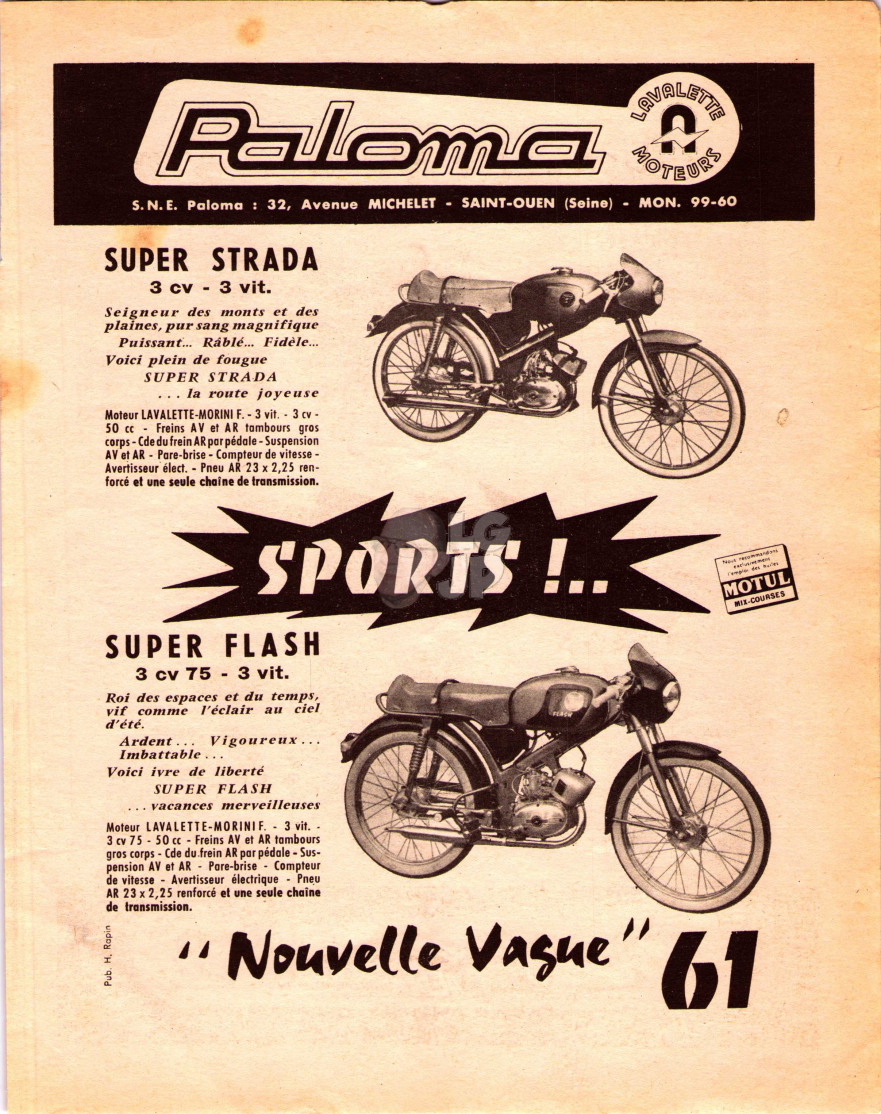 Paloma
LAVALETTE
MOTEURS
S.N.E. Paloma : 32, Avenue MICHELET - SAINT-OUEN (Seine) - MON. 99-60
SUPER STRADA
3 cv - 3 vit.
Seigneur des monts et des
plaines, pur sang magnifique
Puissant... Râblé... Fidèle...
Voici plein de fougue
SUPER STRADA
... la route joyeuse
Moteur LAVALETTE-MORINI F. - 3 vit. - 3 cv -
50 cc - Freins AV et AR tambours gros
corps - Cde du frein AR par pédale - Suspension
AV et AR - Pare-brise - Compteur de vitesse -
Avertisseur élect. - Pneu AR 23 x 2,25 ren-
forcé et une seule chaîne de transmission.
SPORTS !..
LG
Nous recommandons
exclusivement
l'emploi des huiles
MOTUL
MIX-COURSES
SUPER FLASH
3 cv 75 - 3 vit.
Roi des espaces et du temps,
vif comme l'éclair au ciel
d'été.
Ardent... Vigoureux...
Imbattable...
Voici ivre de liberté
SUPER FLASH
... vacances merveilleuses
Moteur LAVALETTE-MORINI F. - 3 vit. -
3 cv 75 - 50 cc - Freins AV et AR tambours
gros corps - Cde du frein AR par pédale - Sus-
pension AV et AR - Pare-brise - Compteur
de vitesse - Avertisseur électrique - Pneu
AR 23 x 2,25 renforcé et une seule chaîne
de transmission.
FLASH
Pub. H. Rapin
"Nouvelle Vague" 61